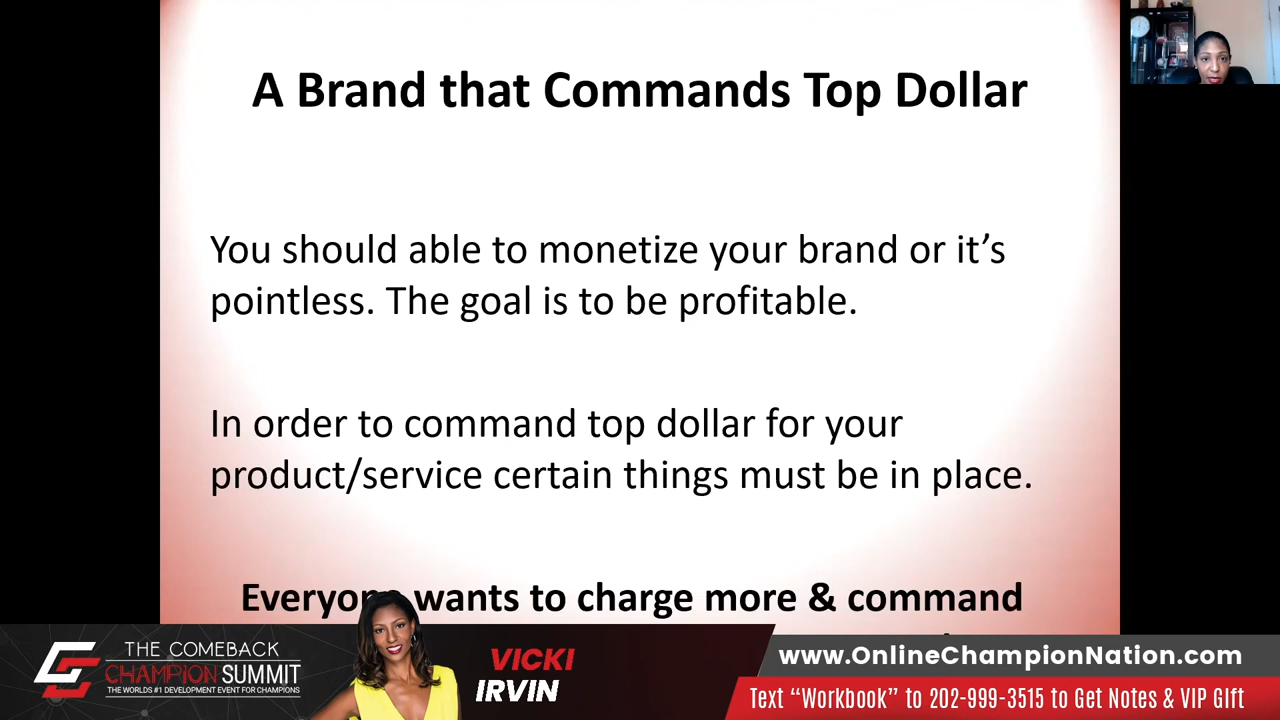 A Brand that Commands Top Dollar
You should able to monetize your brand or it’s
pointless. The goal is to be profitable.
In order to command top dollar for your
product/service certain things must be in place.
Everyone wants to charge more & command
THE COMEBACK
CHAMPION SUMMIT
THE WORLDS #1 DEVELOPMENT EVENT FOR CHAMPIONS
VICKI
IRVIN
www.OnlineChampionNation.com
Text “Workbook” to 202-999-3515 to Get Notes & VIP GIft